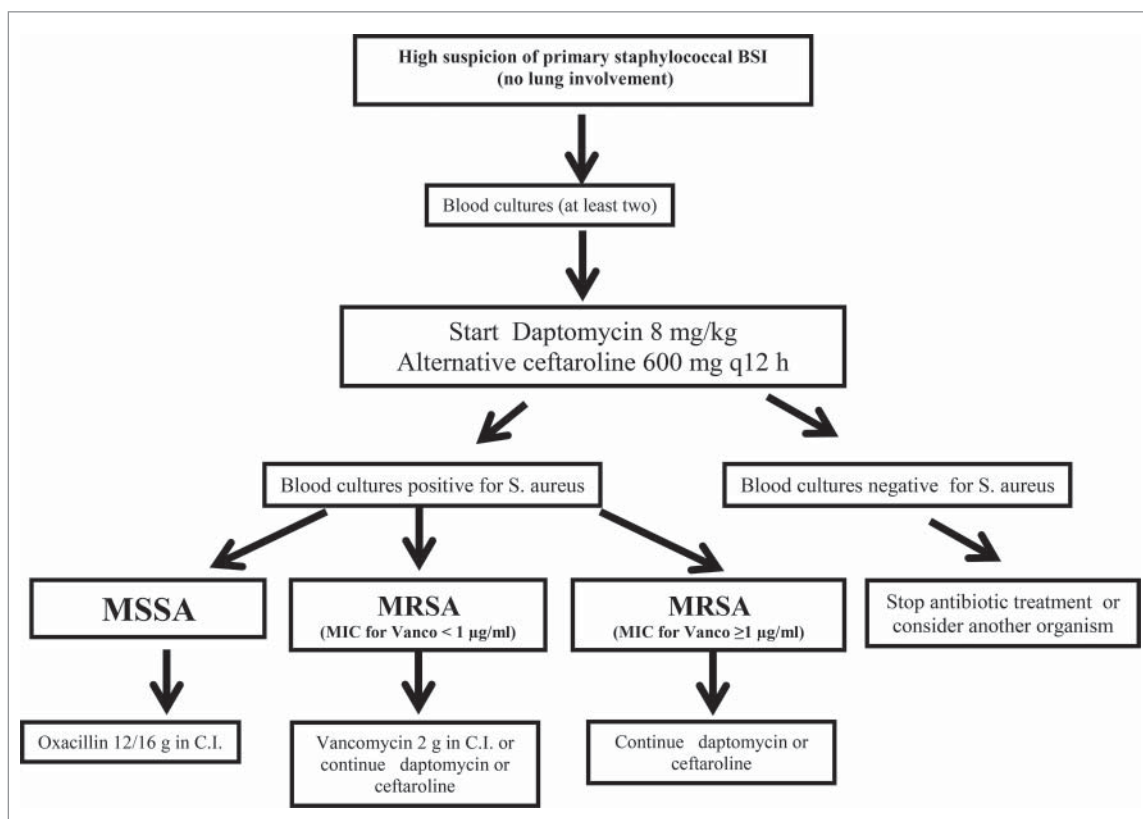 High suspicion of primary staphylococcal BSI
(no lung involvement)
Blood cultures (at least two)
Start Daptomycin 8 mg/kg
Alternative ceftaroline 600 mg q12 h
Blood cultures positive for S. aureus
Blood cultures negative for S. aureus
MSSA
MRSA
(MIC for Vanco < 1 µg/ml)
MRSA
(MIC for Vanco ≥1 µg/ml)
Stop antibiotic treatment or
consider another organism
Oxacillin 12/16 g in C.I.
Vancomycin 2 g in C.I. or
continue daptomycin or
ceftaroline
Continue daptomycin or
ceftaroline